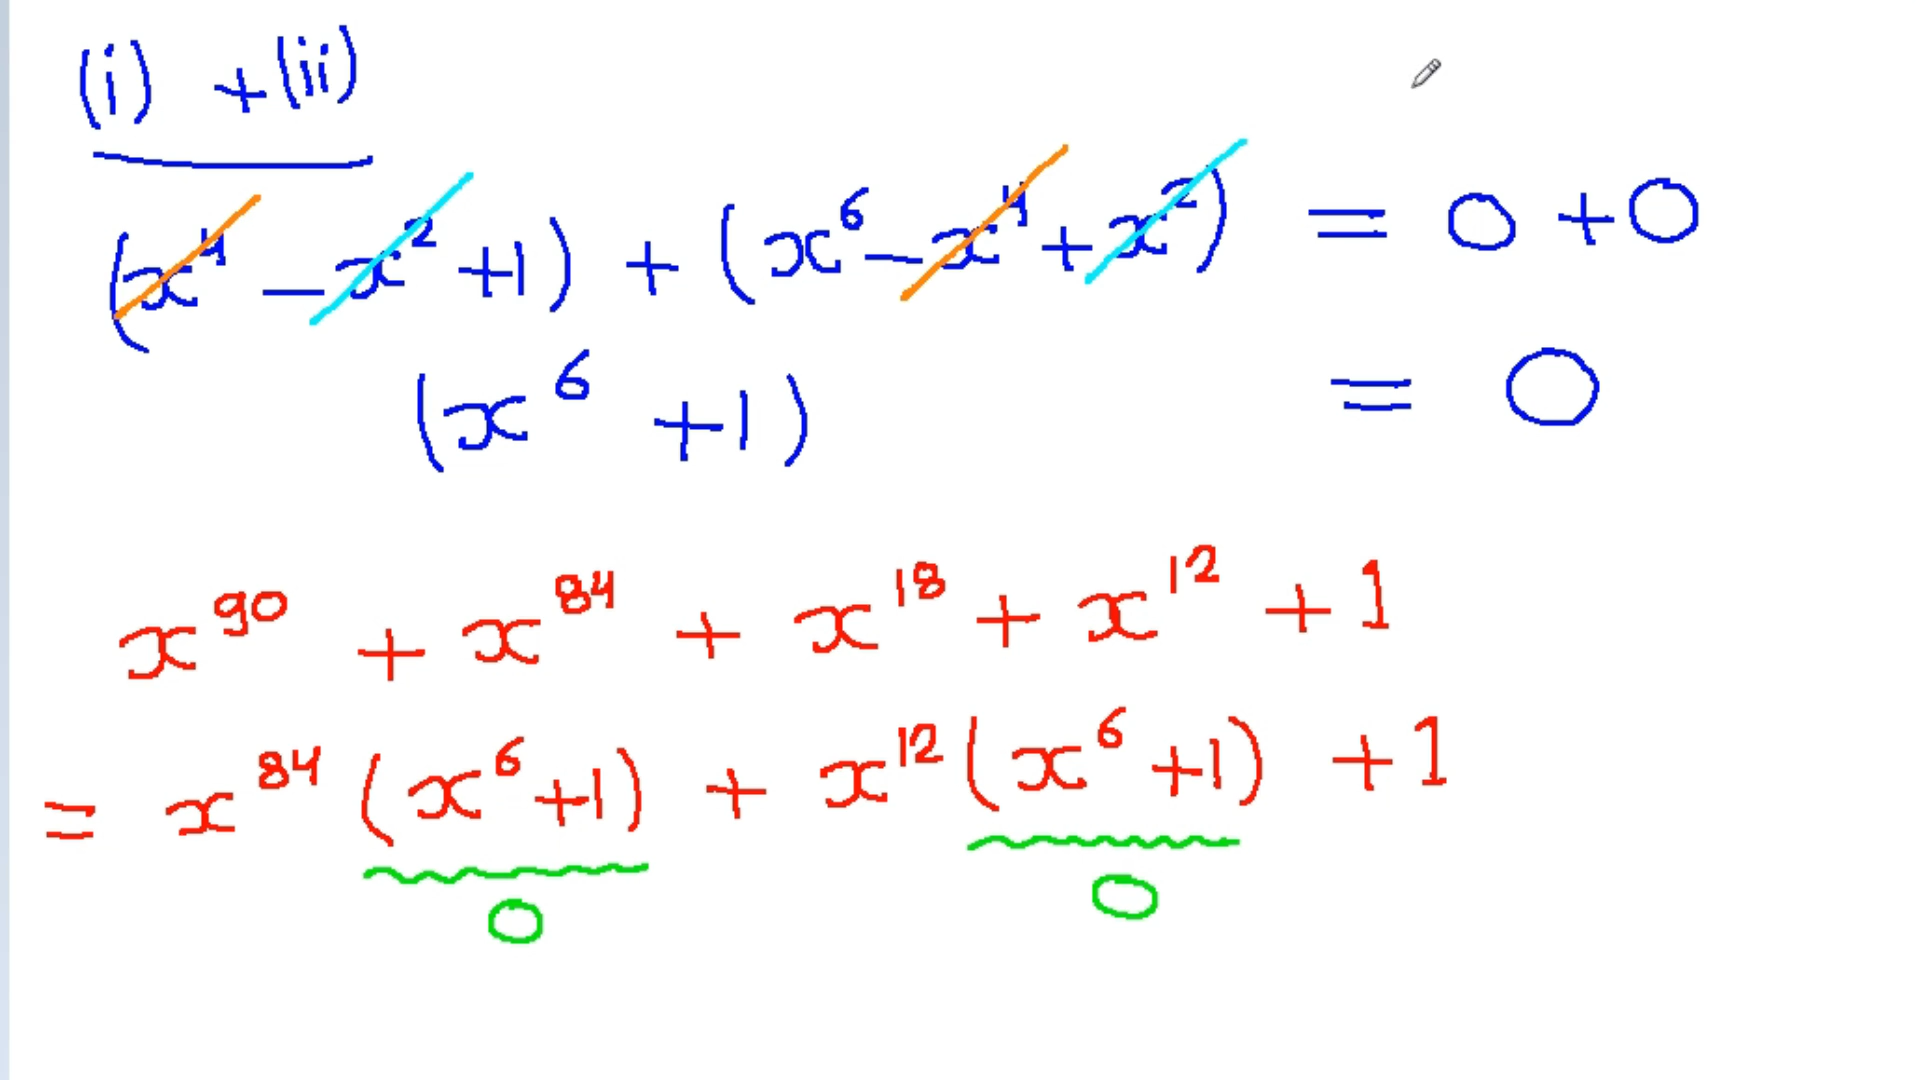 (i) + (ii)
(x⁴ − x² + 1) + (x⁶ − x⁴ + x²) = 0 + 0
(x⁶ + 1) = 0
x⁹⁰ + x⁸⁴ + x¹⁸ + x¹² + 1
= x⁸⁴ (x⁶ + 1) + x¹² (x⁶ + 1) + 1
0 0